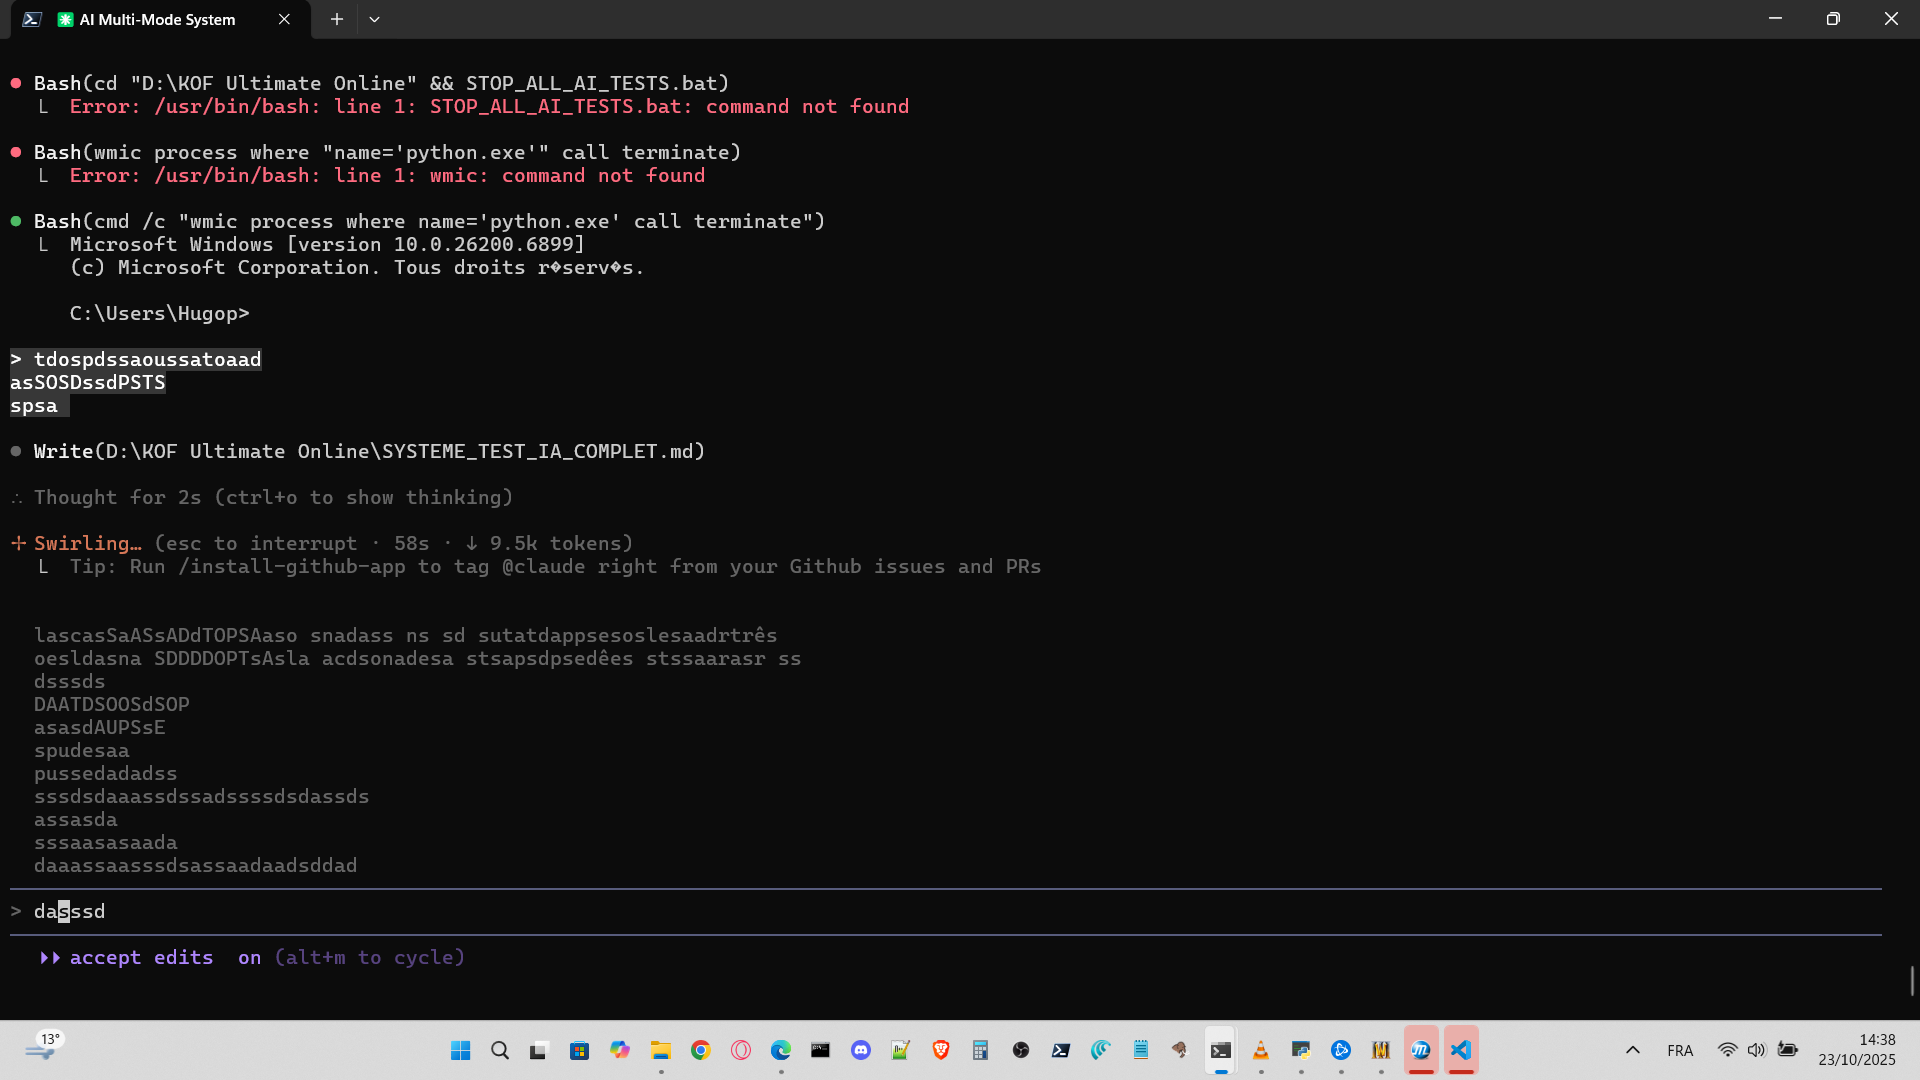 AI Multi-Mode System
Bash(cd "D:\KOF Ultimate Online" && STOP_ALL_AI_TESTS.bat)
Error: /usr/bin/bash: line 1: STOP_ALL_AI_TESTS.bat: command not found
Bash(wmic process where "name='python.exe'" call terminate)
Error: /usr/bin/bash: line 1: wmic: command not found
Bash(cmd /c "wmic process where name='python.exe' call terminate")
Microsoft Windows [version 10.0.26200.6899]
(c) Microsoft Corporation. Tous droits r�serv�s.
C:\Users\Hugop>
> tdospdssaoussatoaad
asSOSDssdPSTS
spsa
Write(D:\KOF Ultimate Online\SYSTEME_TEST_IA_COMPLET.md)
∴ Thought for 2s (ctrl+o to show thinking)
Swirling… (esc to interrupt · 58s · ↓ 9.5k tokens)
Tip: Run /install-github-app to tag @claude right from your Github issues and PRs
lascasSaASsADdTOPSAaso snadass ns sd sutatdappsesoslesaadrtrês
oesldasna SDDDDOPTsAsla acdsonadesa stsapsdpsedêes stssaarasr ss
dsssds
DAATDSOOSdSOP
asasdAUPSsE
spudesaa
pussedadadss
sssdsdaaassdssadssssdsdassds
assasda
sssaasasaada
daaassaasssdsassaadaadsddad
> dasssd
accept edits on (alt+m to cycle)
13°
FRA
14:38
23/10/2025